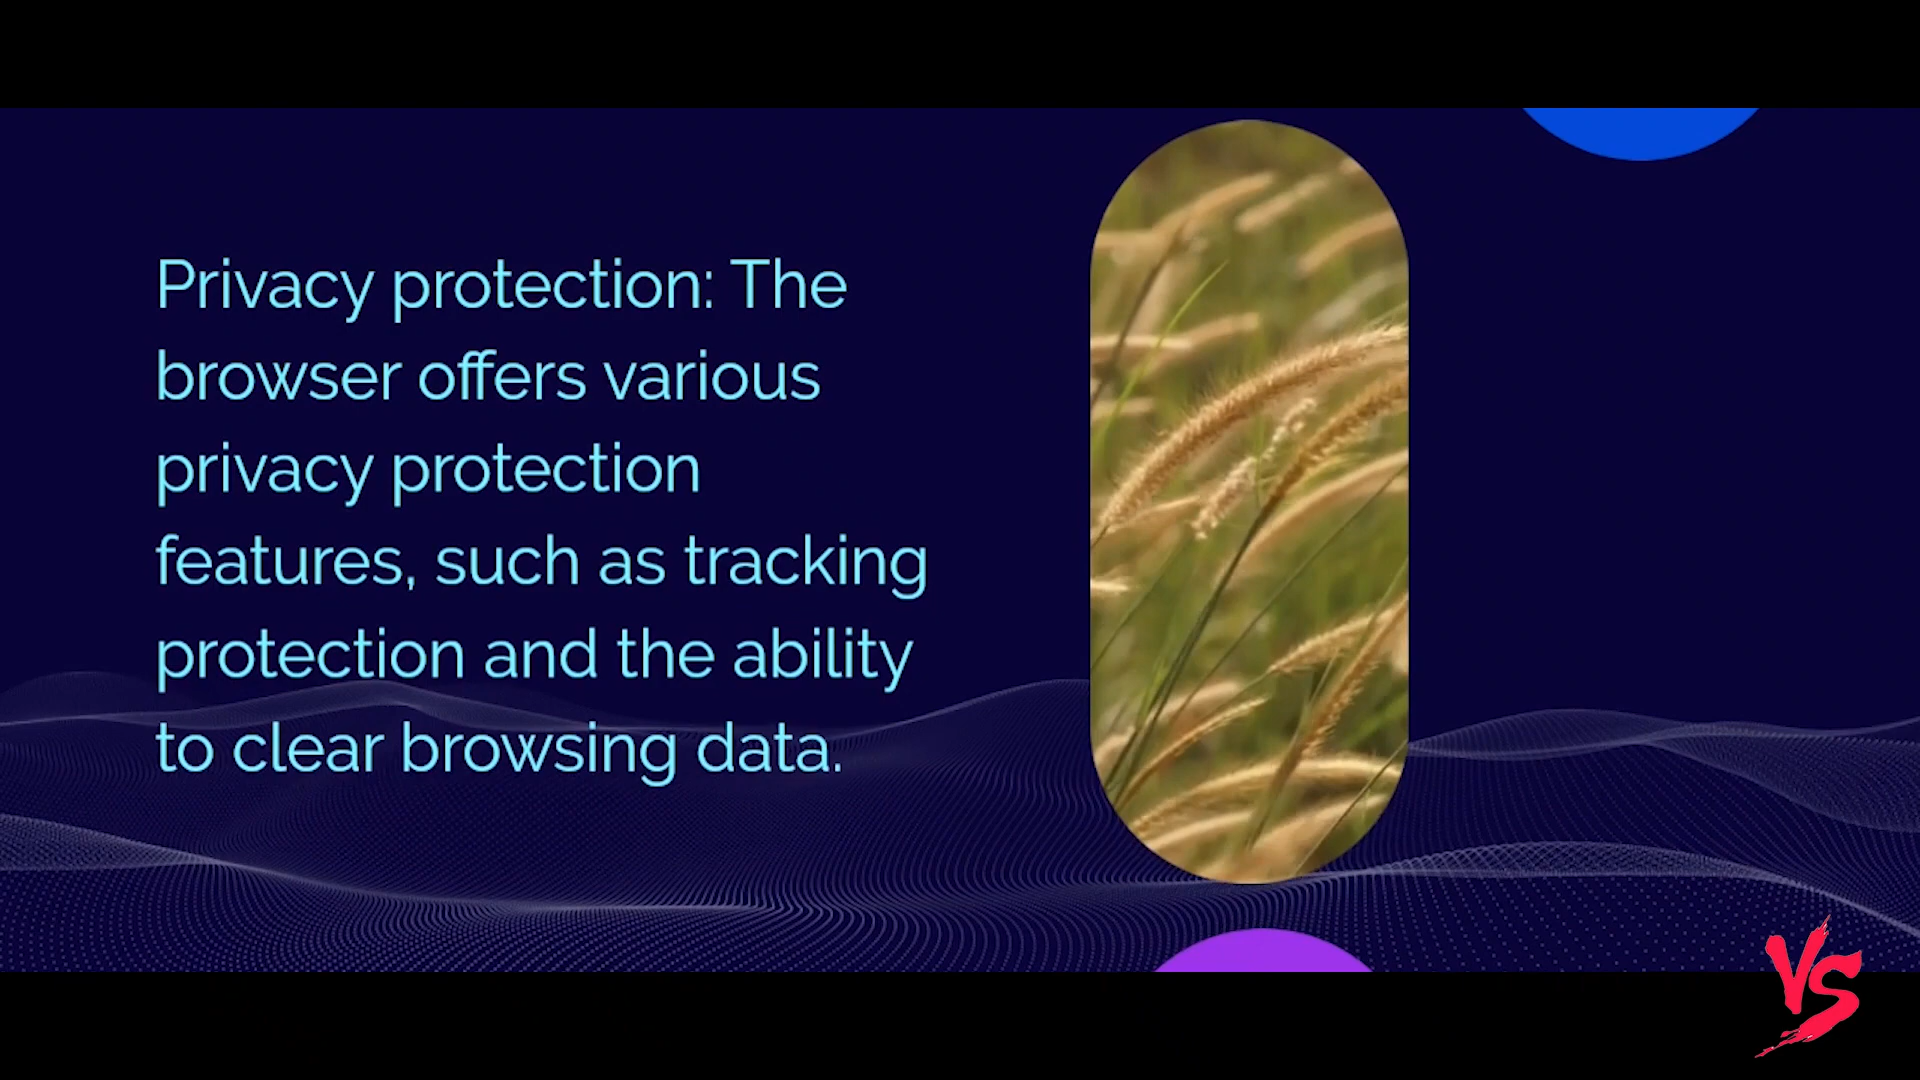 Privacy protection: The
browser offers various
privacy protection
features, such as tracking
protection and the ability
to clear browsing data.
VS